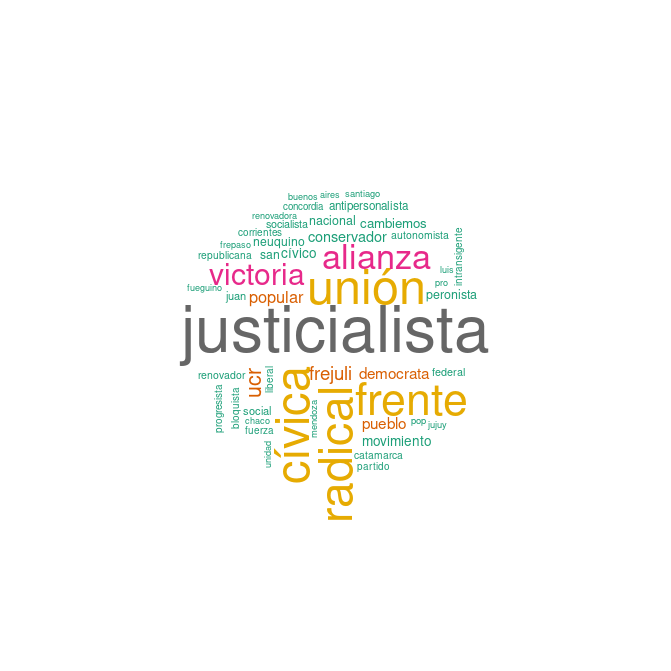 buenos
aires
santiago
concordia
antipersonalista
renovadora
socialista
nacional
cambiemos
corrientes
neuquino
conservador
autonomista
frepaso
republicana
san
cívico
alianza
intransigente
victoria
luis
fueguino
juan
popular
unión
pro
peronista
justicialista
renovador
ucr
liberal
frejuli
democrata
federal
progresista
bloquista
social
chaco
fuerza
cívica
mendoza
radical
frente
pueblo
pop
jujuy
movimiento
unidad
catamarca
partido